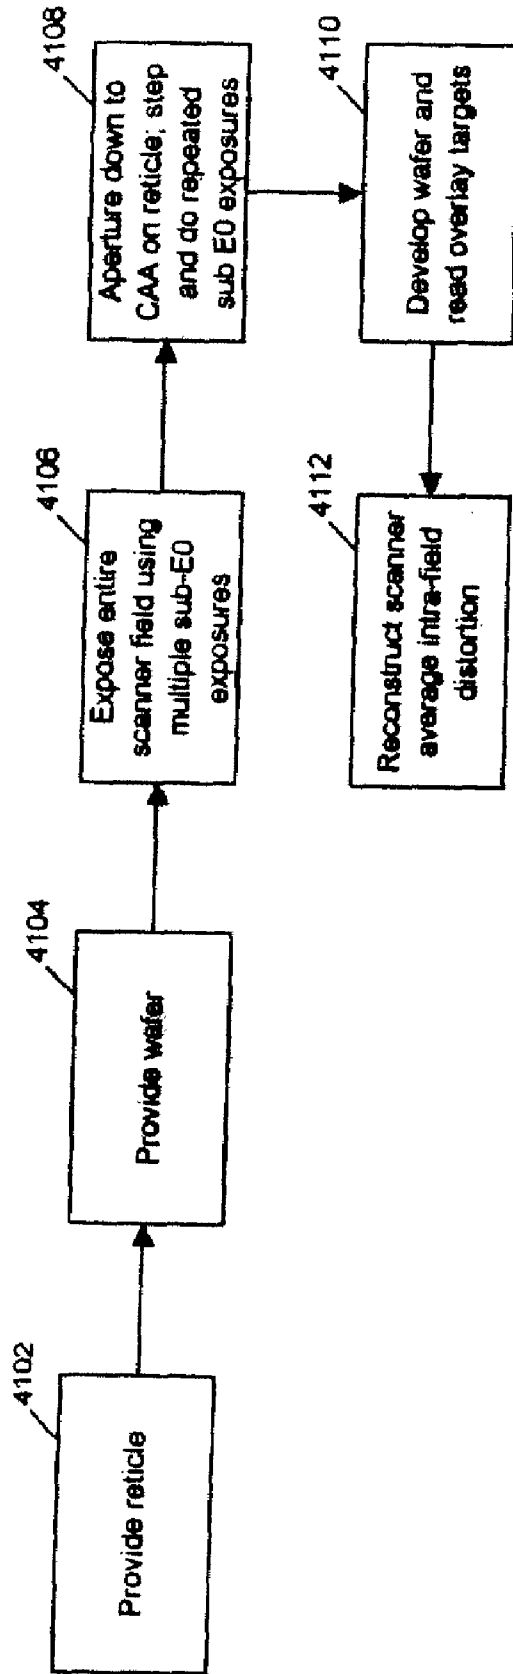 4102
Provide reticle
4104
Provide wafer
4106
Expose entire
scanner field using
multiple sub-E0
exposures
4108
Aperture down to
CAA on reticle; step
and do repeated
sub E0 exposures
4110
Develop wafer and
read overlay targets
4112
Reconstruct scanner
average intra-field
distortion